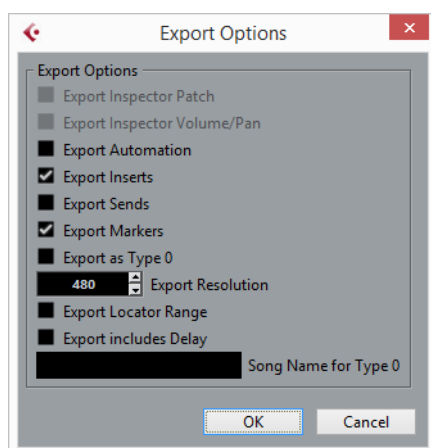 Export Options
Export Options
Export Inspector Patch
Export Inspector Volume/Pan
Export Automation
Export Inserts
Export Sends
Export Markers
Export as Type 0
480 Export Resolution
Export Locator Range
Export includes Delay
Song Name for Type 0
OK Cancel